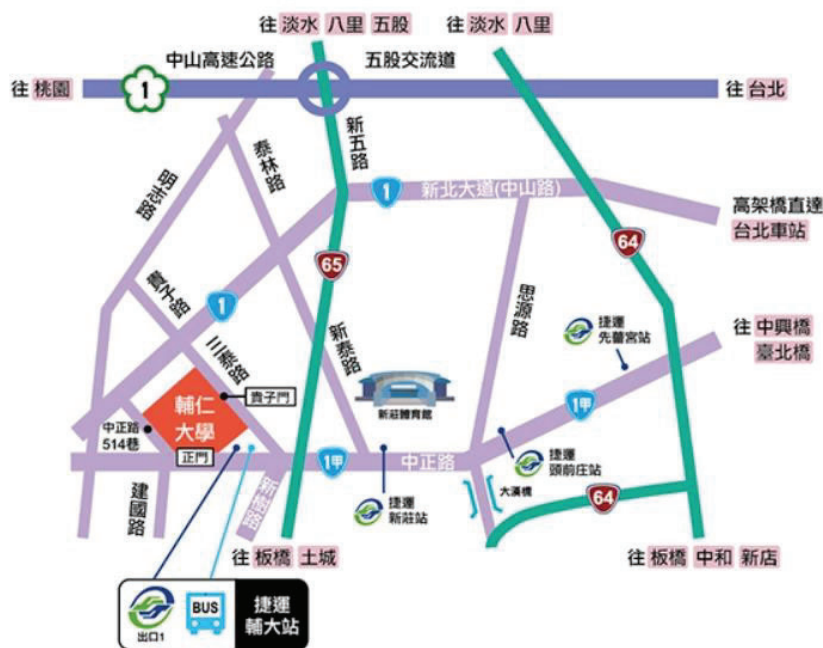 往 淡水 八里 五股
往 淡水 八里
中山高速公路
五股交流道
往 桃園
1
往 台北
明志路
泰林路
新五路
1
新北大道(中山路)
高架橋直達
台北車站
65
64
貴子路
1
三泰路
新泰路
思源路
捷運
先嗇宮站
往 中興橋
臺北橋
輔仁
大學
貴子門
新莊體育館
1甲
中正路
514巷
正門
1甲
中正路
捷運
頭前庄站
建國路
新樹路
捷運
新莊站
大漢橋
64
往 板橋 土城
往 板橋 中和 新店
出口1
BUS
捷運
輔大站